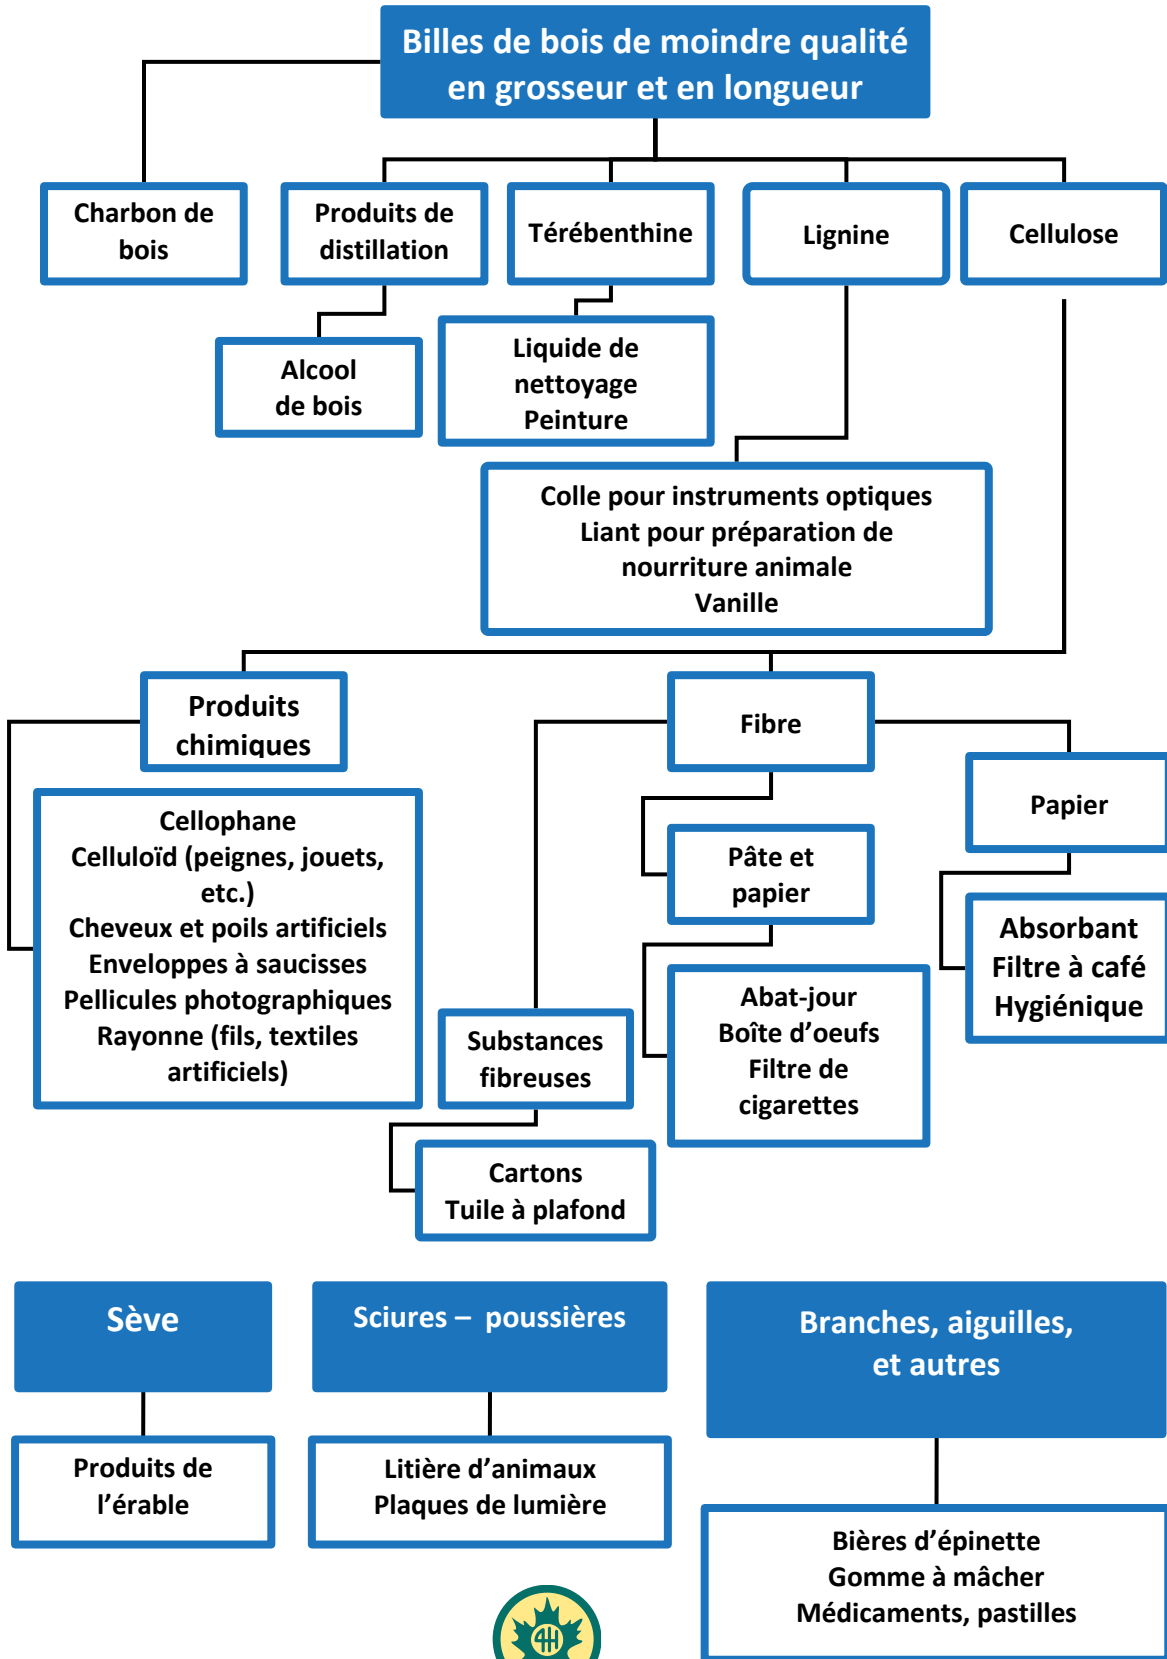 Billes de bois de moindre qualité
en grosseur et en longueur
Charbon de
bois
Produits de
distillation
Térébenthine
Lignine
Cellulose
Alcool
de bois
Liquide de
nettoyage
Peinture
Colle pour instruments optiques
Liant pour préparation de
nourriture animale
Vanille
Produits
chimiques
Fibre
Papier
Cellophane
Celluloïd (peignes, jouets,
etc.)
Cheveux et poils artificiels
Enveloppes à saucisses
Pellicules photographiques
Rayonne (fils, textiles
artificiels)
Pâte et
papier
Absorbant
Filtre à café
Hygiénique
Substances
fibreuses
Abat-jour
Boîte d’oeufs
Filtre de
cigarettes
Cartons
Tuile à plafond
Sève
Sciures – poussières
Branches, aiguilles,
et autres
Produits de
l’érable
Litière d’animaux
Plaques de lumière
Bières d’épinette
Gomme à mâcher
Médicaments, pastilles
4H